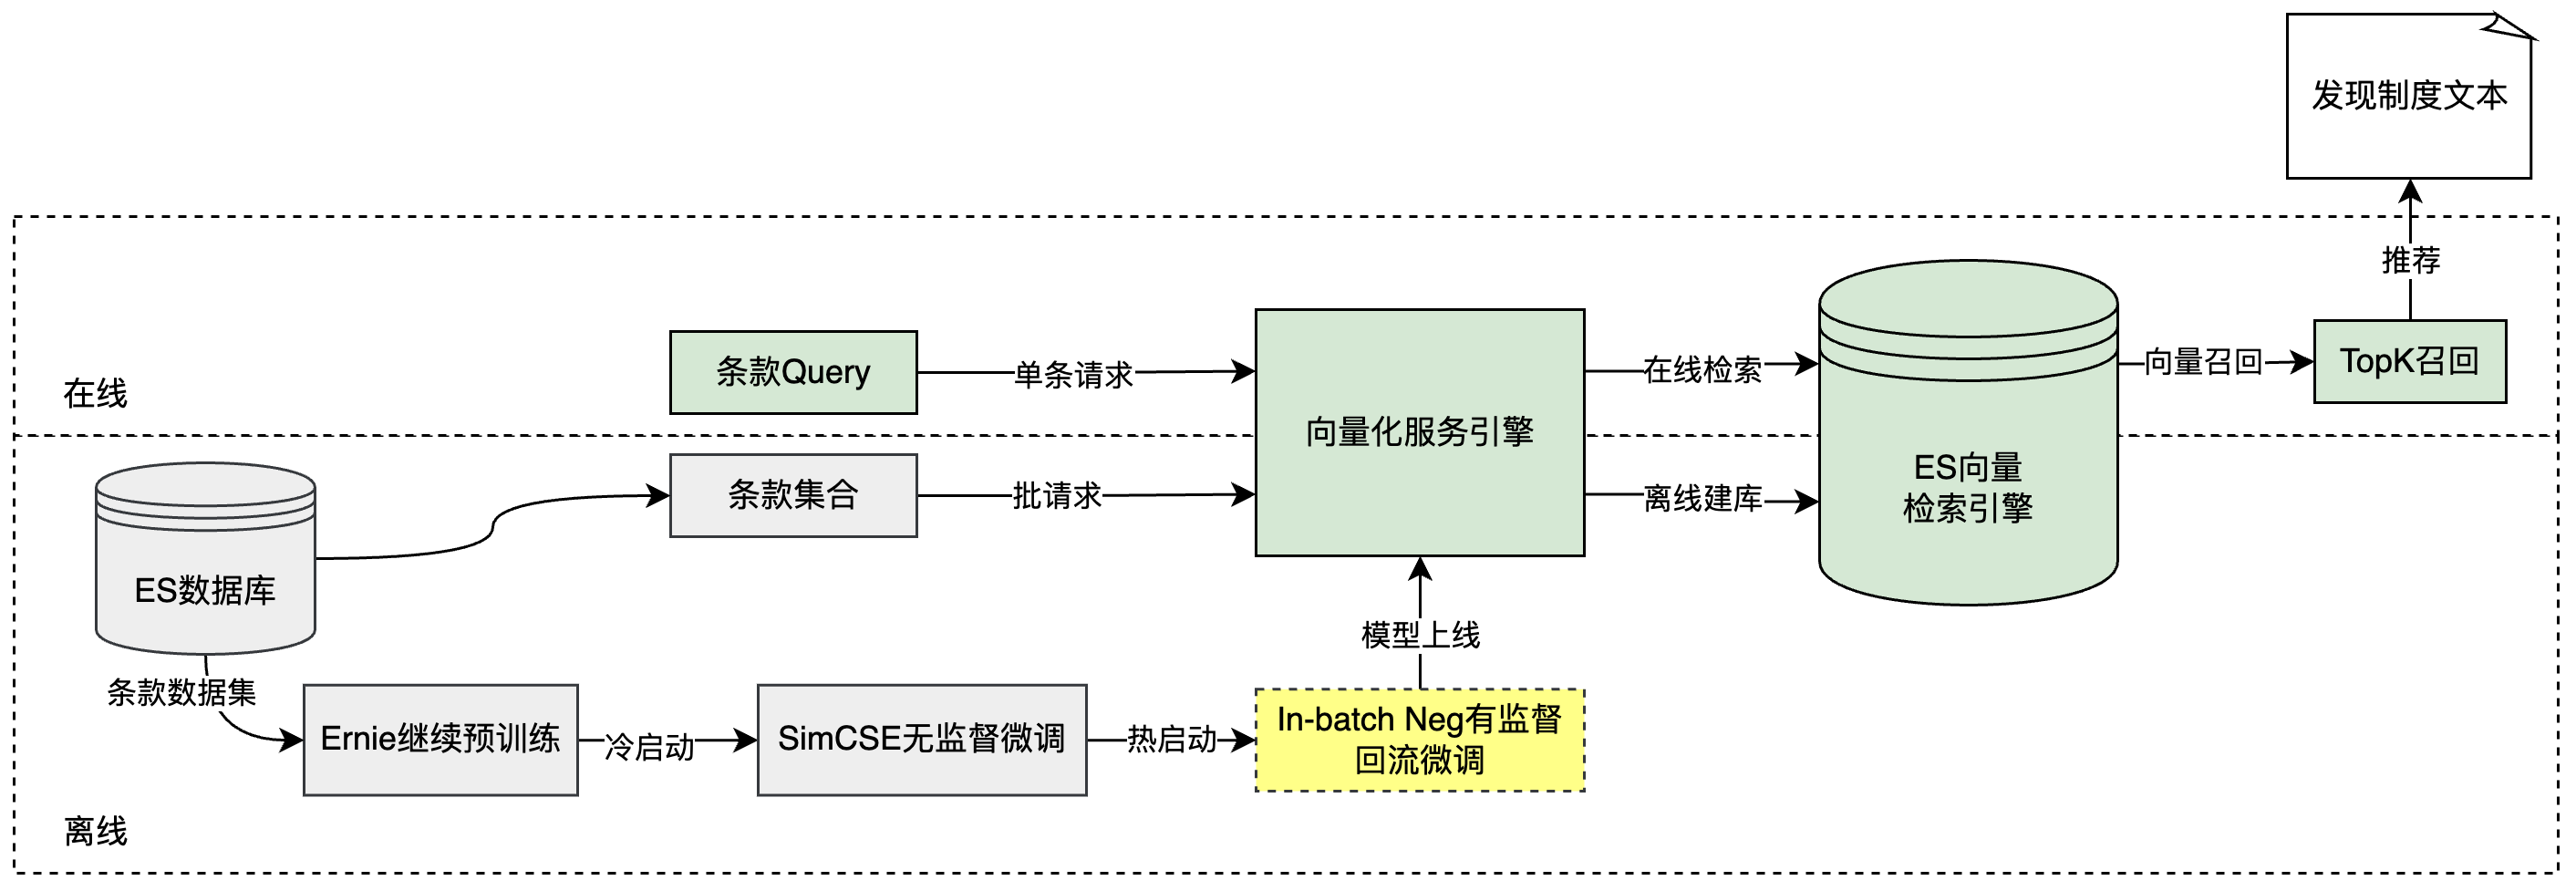 发现制度文本
推荐
条款Query
单条请求
在线检索
向量召回
TopK召回
在线
向量化服务引擎
ES向量
检索引擎
条款集合
批请求
离线建库
ES数据库
模型上线
条款数据集
Ernie继续预训练
冷启动
SimCSE无监督微调
热启动
In-batch Neg有监督
回流微调
离线